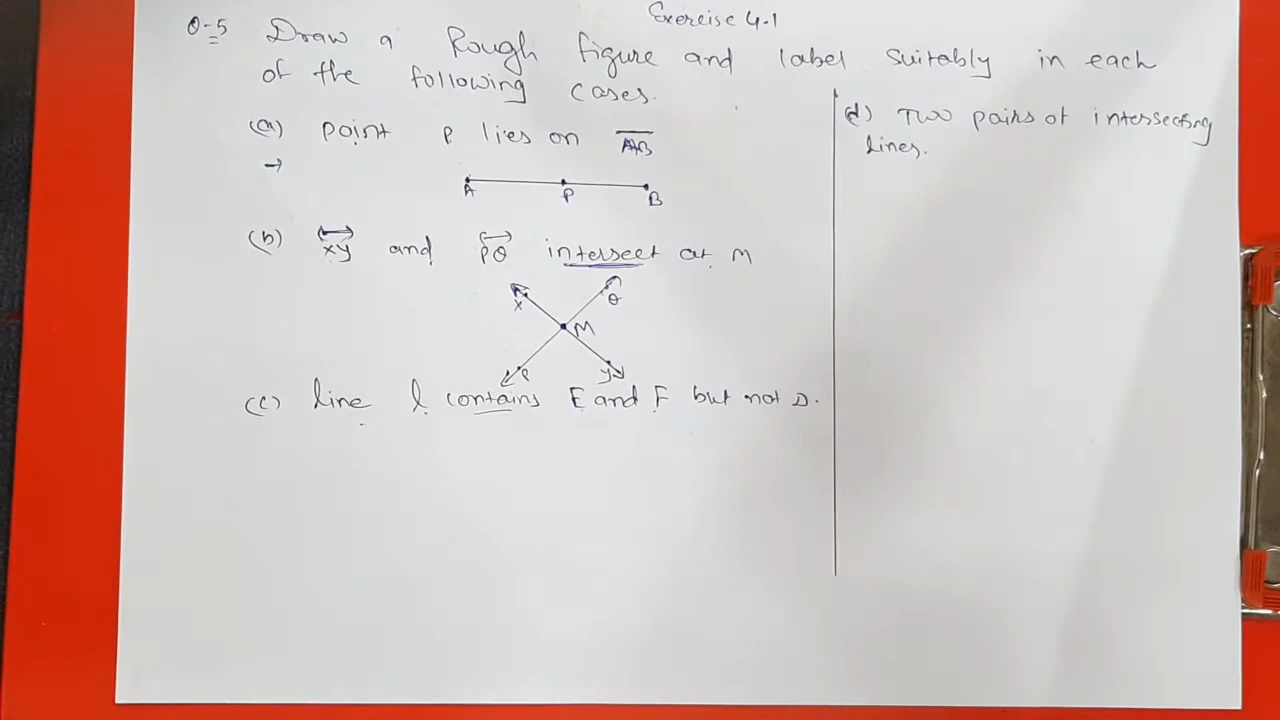 Exercise 4.1
Q-5 Draw a Rough figure and label suitably in each
of the following cases.
(a) point P lies on AB
→
A P B
(b) xy and PQ intersect at M
x Q
M
P y
(c) line l contains E and F but not D.
(d) Two pairs of intersecting
lines.